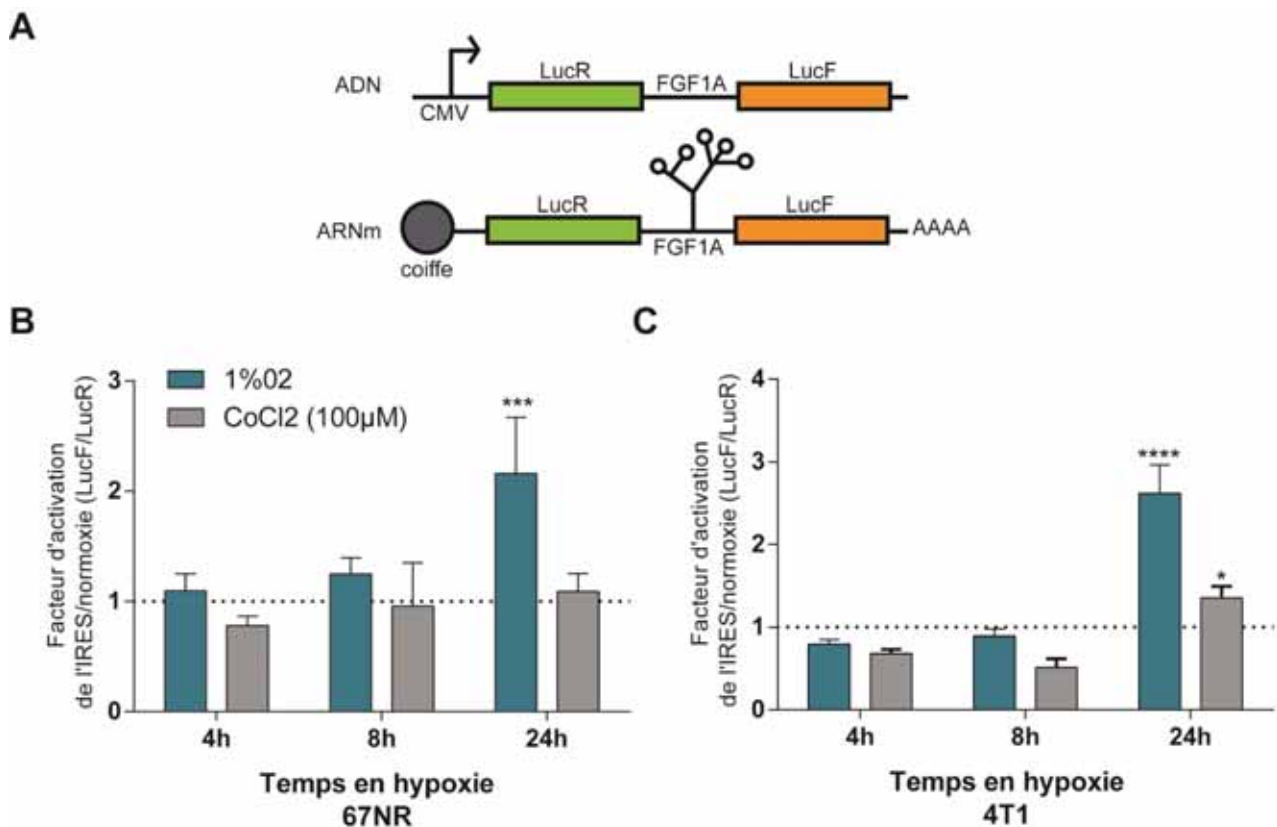 A
ADN
CMV
LucR
FGF1A
LucF
ARNm
coiffe
LucR
FGF1A
LucF
AAAA
B
Facteur d'activation
de l'IRES/normoxie (LucF/LucR)
3
2
1
0
1%02
CoCl2 (100µM)
***
4h
8h
24h
Temps en hypoxie
67NR
C
Facteur d'activation
de l'IRES/normoxie (LucF/LucR)
4
3
2
1
0
****
*
4h
8h
24h
Temps en hypoxie
4T1